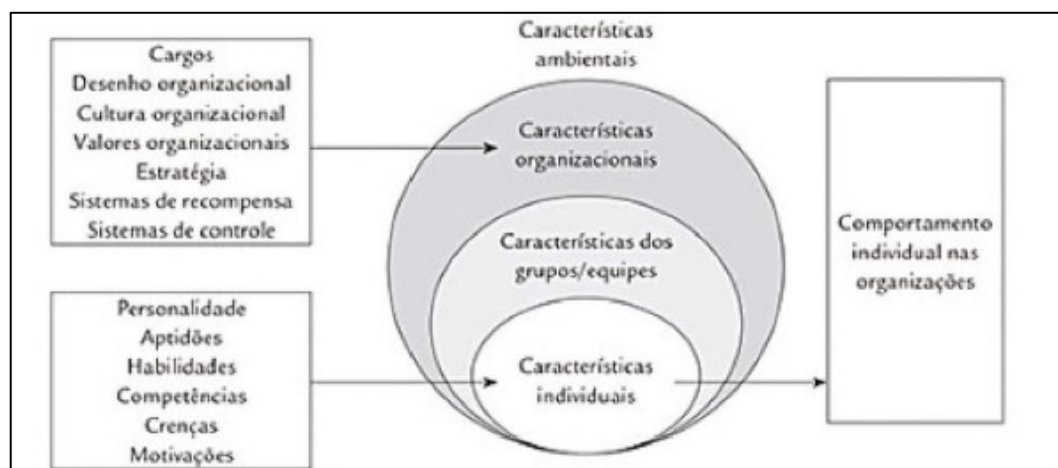 Cargos
Desenho organizacional
Cultura organizacional
Valores organizacionais
Estratégia
Sistemas de recompensa
Sistemas de controle
Personalidade
Aptidões
Habilidades
Competências
Crenças
Motivações
Características
ambientais
Características
organizacionais
Características dos
grupos/equipes
Características
individuais
Comportamento
individual nas
organizações